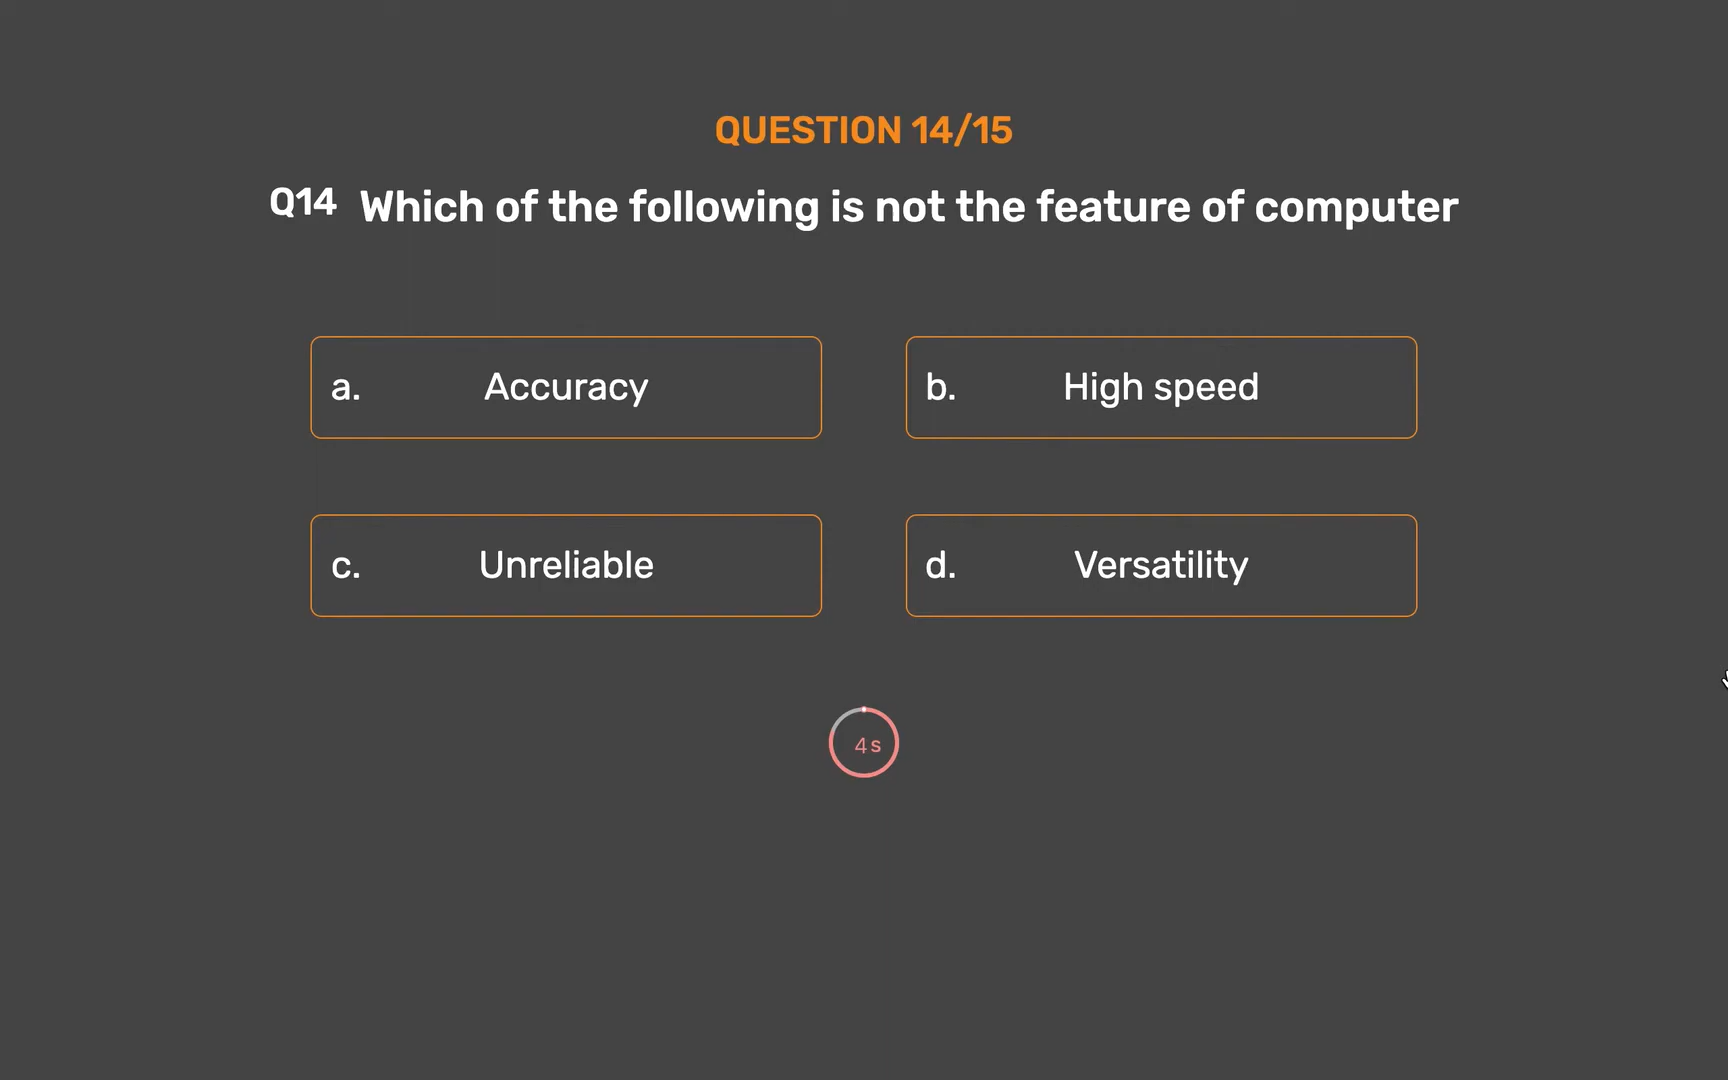 QUESTION 14/15
Q14 Which of the following is not the feature of computer
a. Accuracy
b. High speed
c. Unreliable
d. Versatility
4s